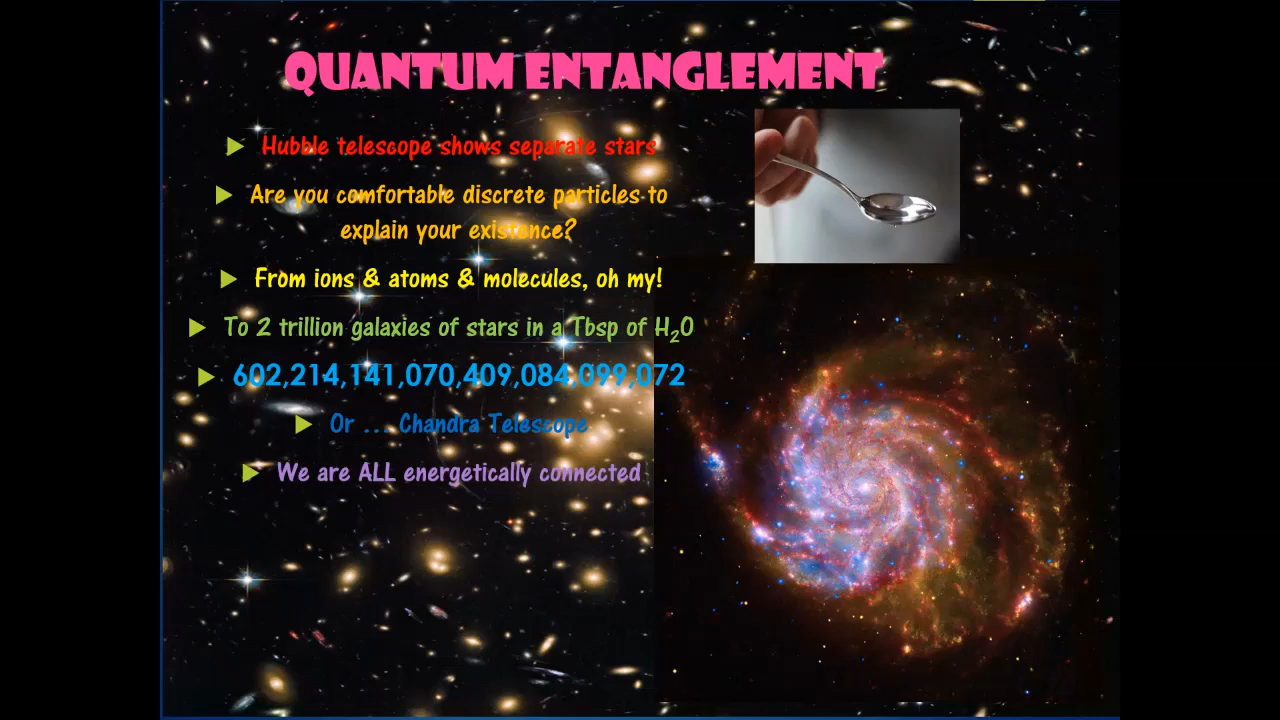 QUANTUM ENTANGLEMENT
Hubble telescope shows separate stars
Are you comfortable discrete particles to
explain your existence?
From ions & atoms & molecules, oh my!
To 2 trillion galaxies of stars in a Tbsp of H₂O
602,214,141,070,409,084,099,072
Or ... Chandra Telescope
We are ALL energetically connected